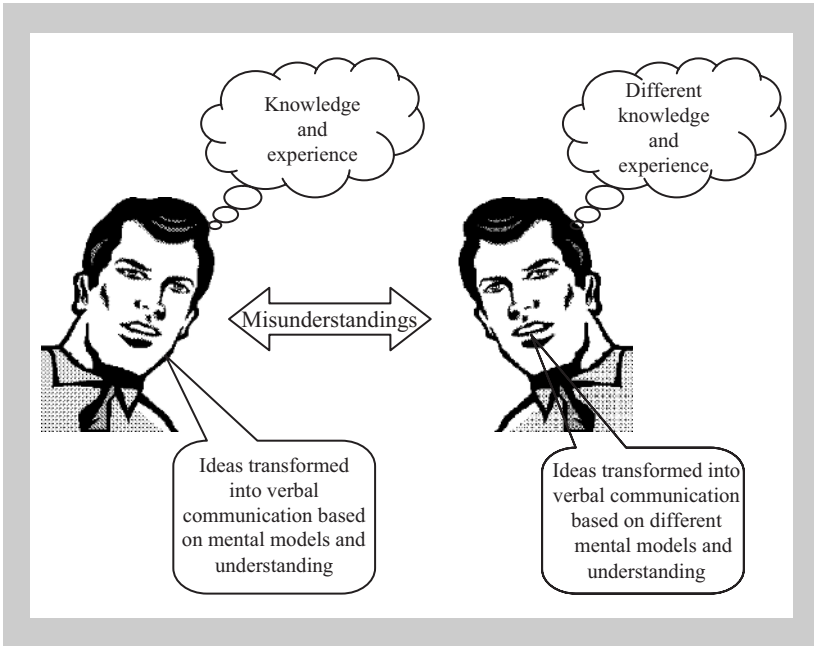 Knowledge
and
experience
Different
knowledge
and
experience
Misunderstandings
Ideas transformed
into verbal
communication based
on mental models and
understanding
Ideas transformed into
verbal communication
based on different
mental models and
understanding